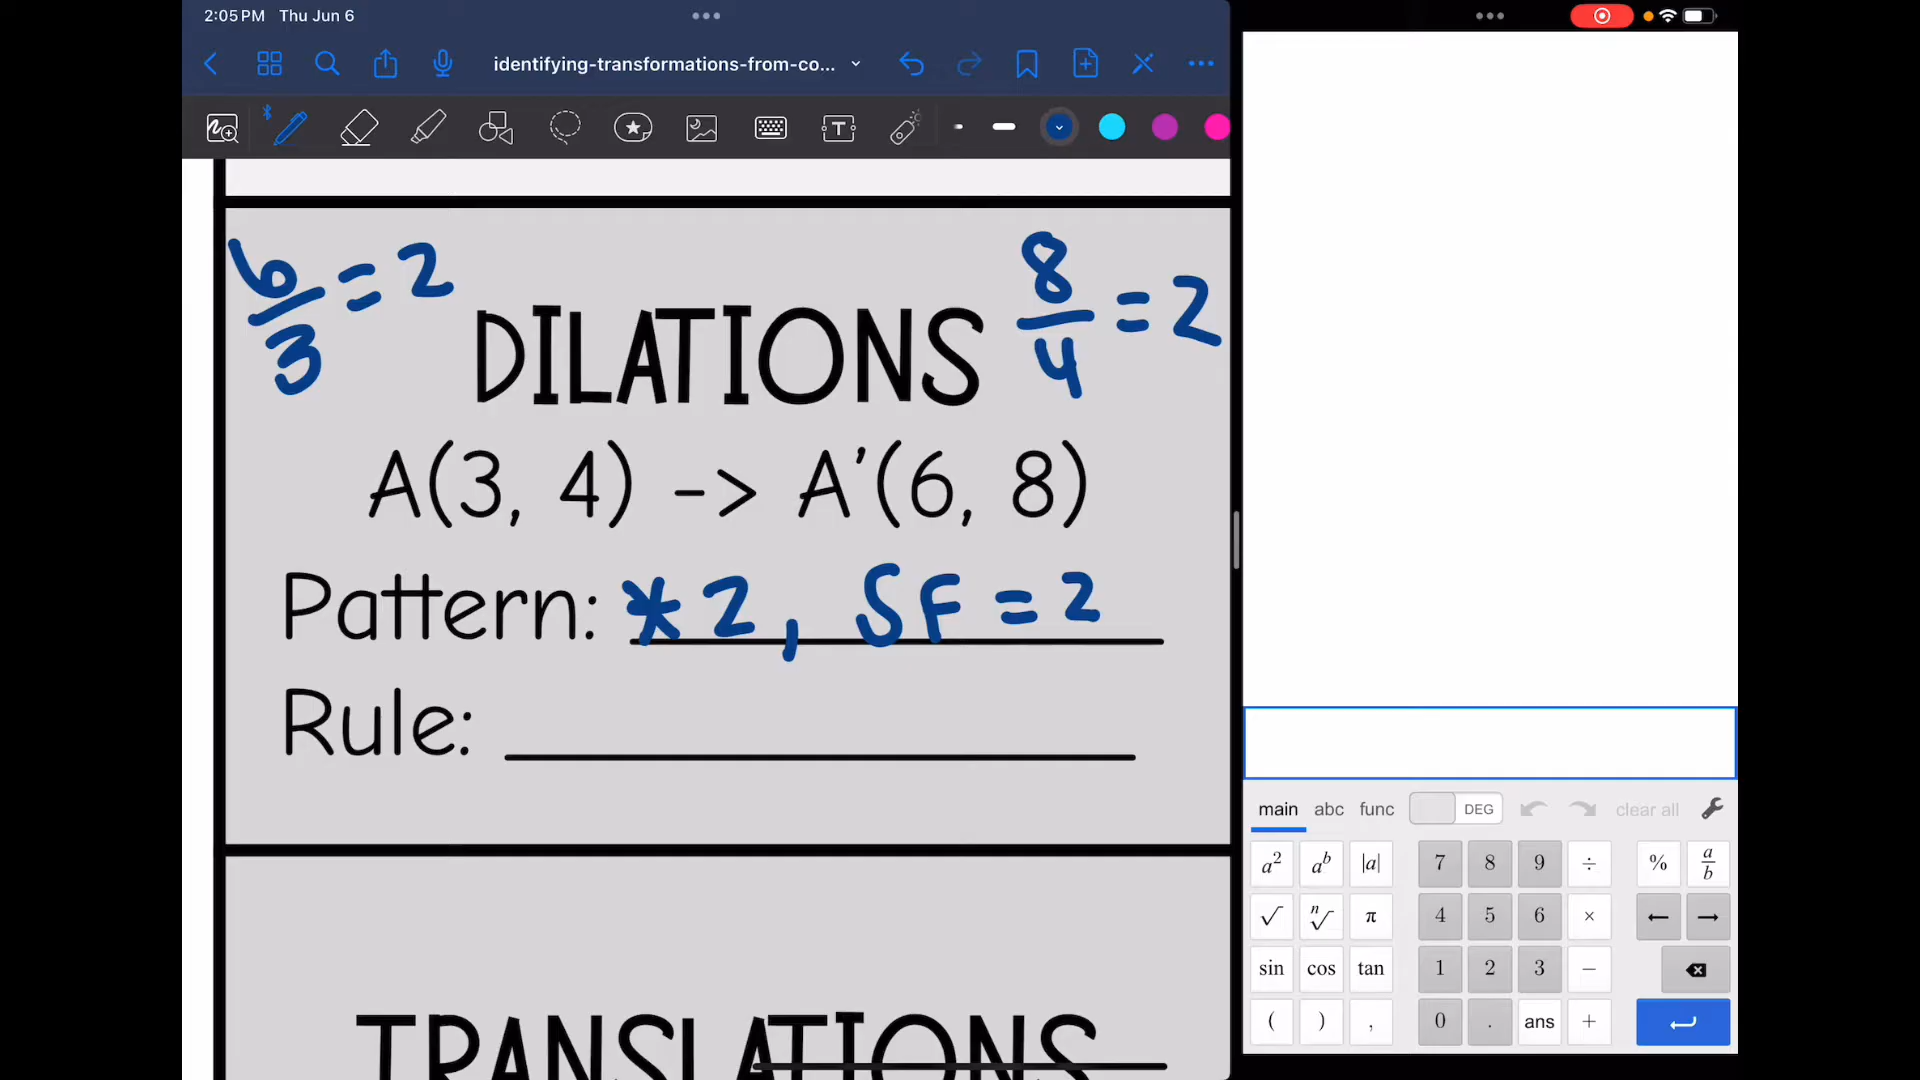 2:05 PM Thu Jun 6
identifying-transformations-from-co...
6/3 = 2
8/4 = 2
DILATIONS
A(3, 4) -> A'(6, 8)
Pattern: *2, SF = 2
Rule:
TRANSLATIONS
main abc func DEG clear all
a² aᵇ |a| 7 8 9 ÷ % a/b
√ ⁿ√ π 4 5 6 × ← →
sin cos tan 1 2 3 −
( ) , 0 . ans +